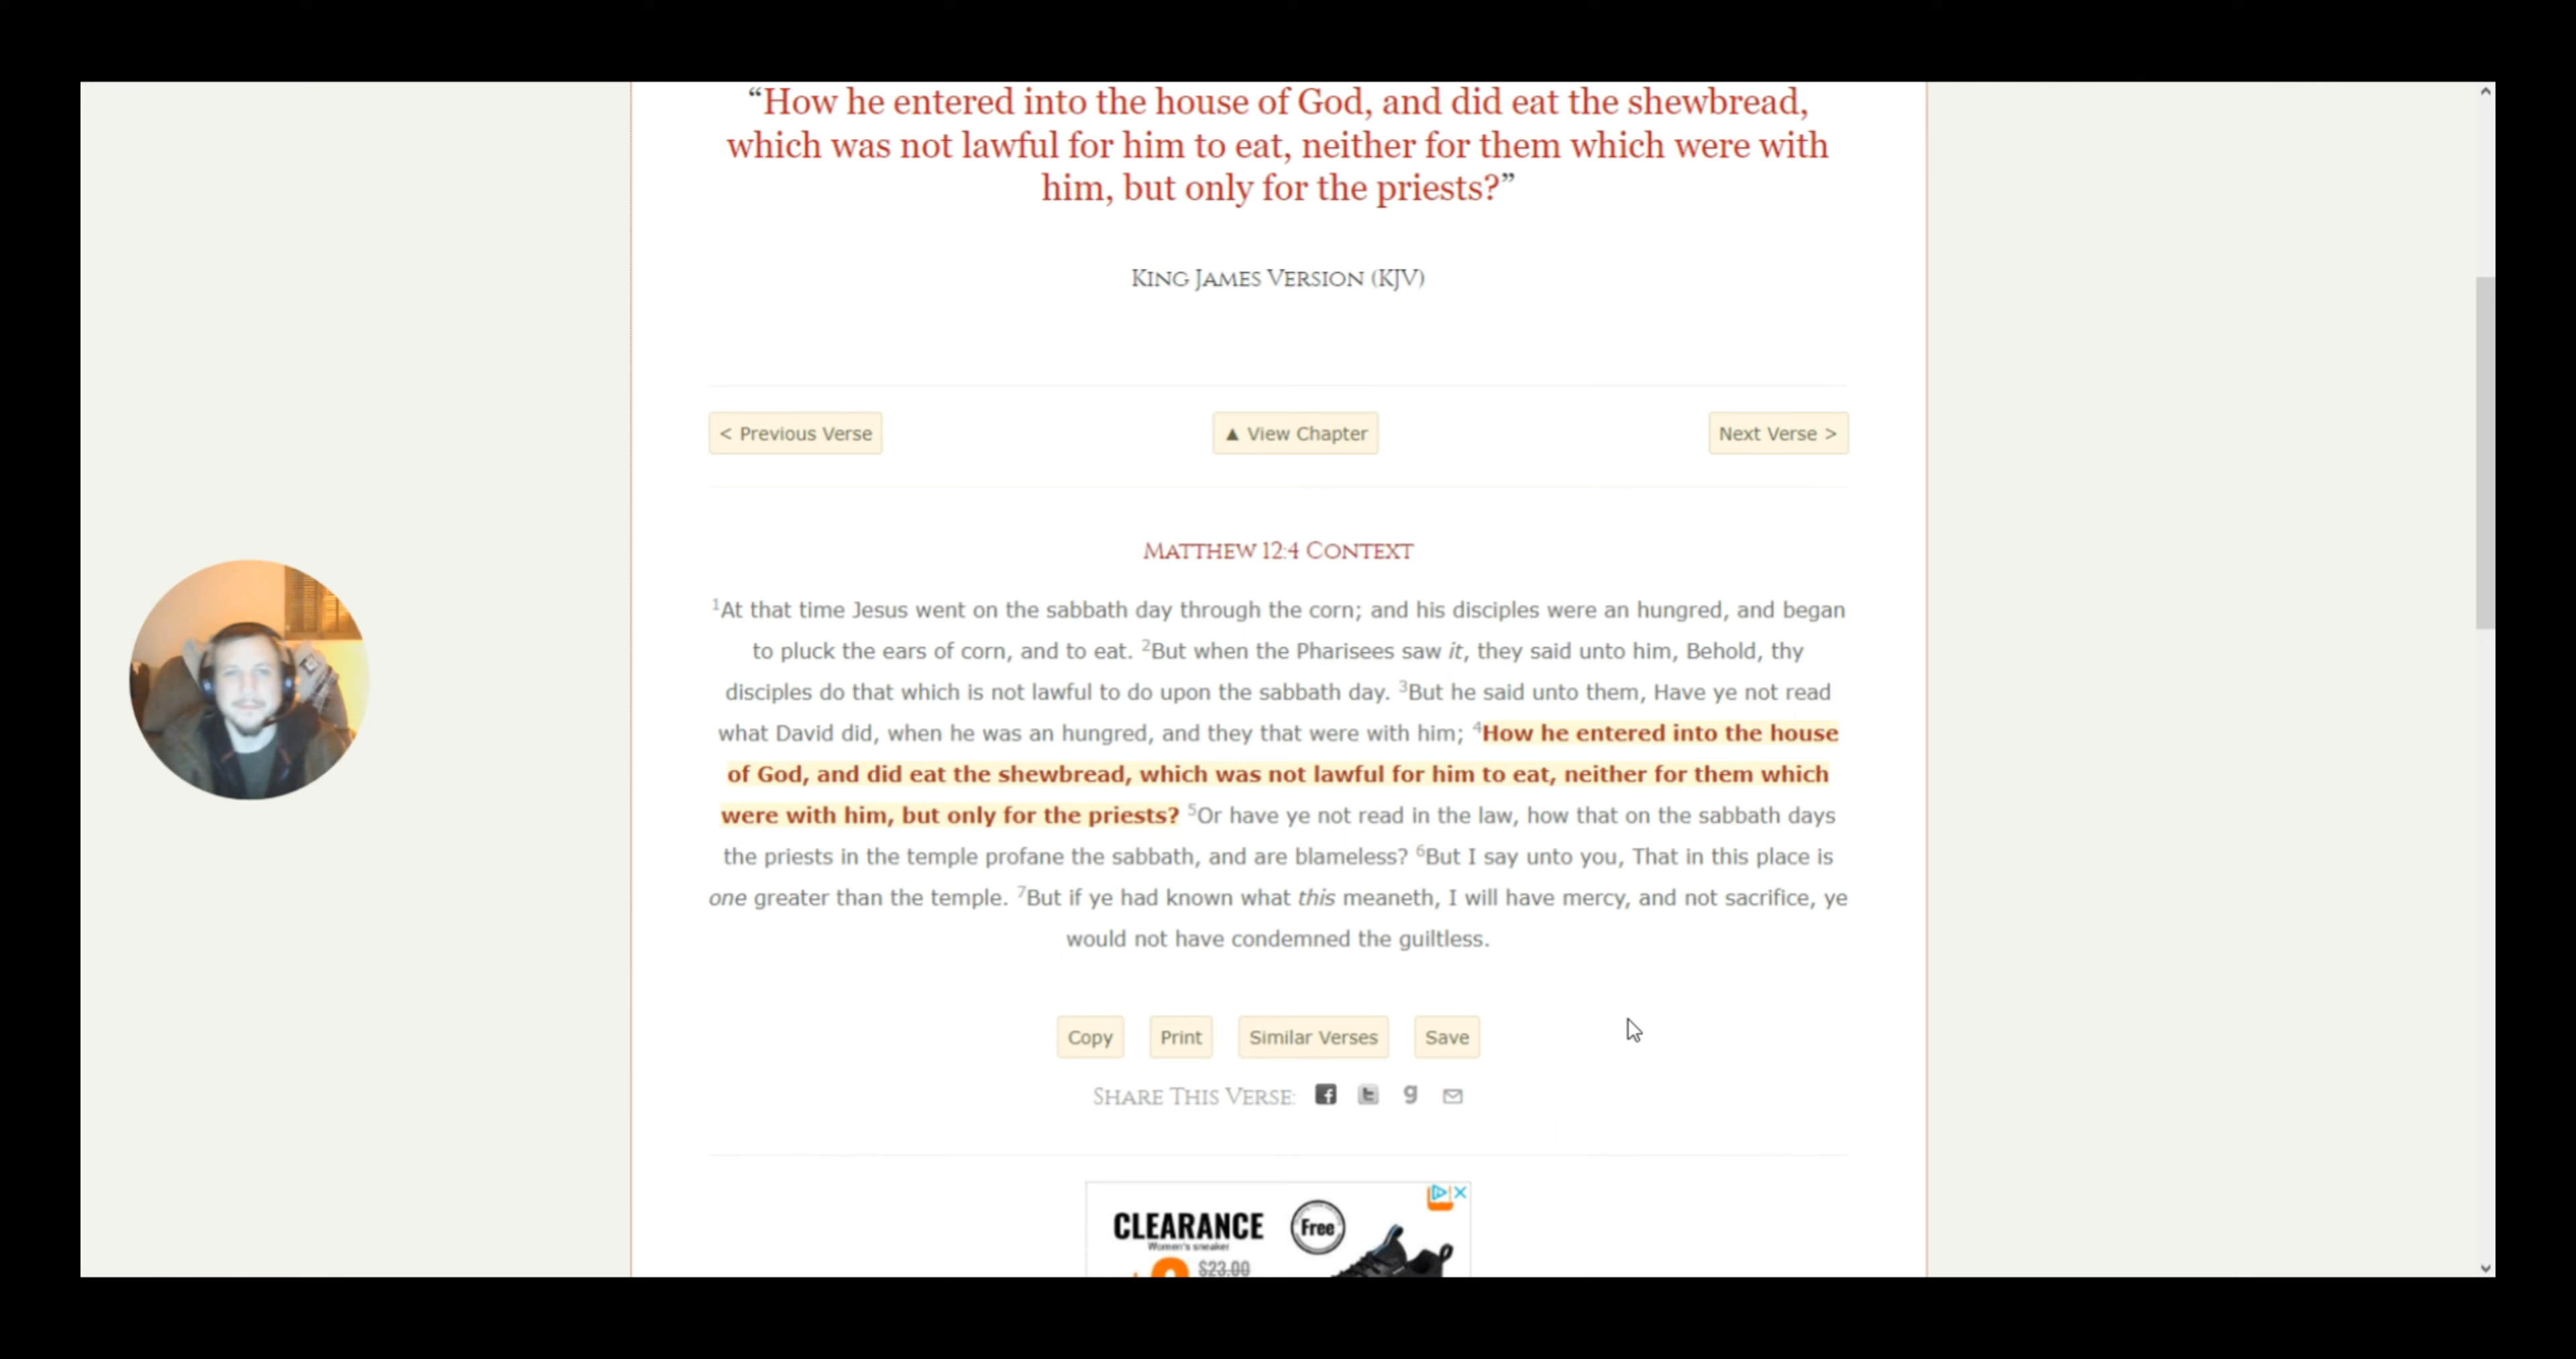 “How he entered into the house of God, and did eat the shewbread,
which was not lawful for him to eat, neither for them which were with
him, but only for the priests?”
King James Version (KJV)
< Previous Verse
▲ View Chapter
Next Verse >
Matthew 12:4 Context
1At that time Jesus went on the sabbath day through the corn; and his disciples were an hungred, and began
to pluck the ears of corn, and to eat. 2But when the Pharisees saw it, they said unto him, Behold, thy
disciples do that which is not lawful to do upon the sabbath day. 3But he said unto them, Have ye not read
what David did, when he was an hungred, and they that were with him; 4How he entered into the house
of God, and did eat the shewbread, which was not lawful for him to eat, neither for them which
were with him, but only for the priests? 5Or have ye not read in the law, how that on the sabbath days
the priests in the temple profane the sabbath, and are blameless? 6But I say unto you, That in this place is
one greater than the temple. 7But if ye had known what this meaneth, I will have mercy, and not sacrifice, ye
would not have condemned the guiltless.
Copy
Print
Similar Verses
Save
Share This Verse:
CLEARANCE
Free
Women's sneaker
$23.00